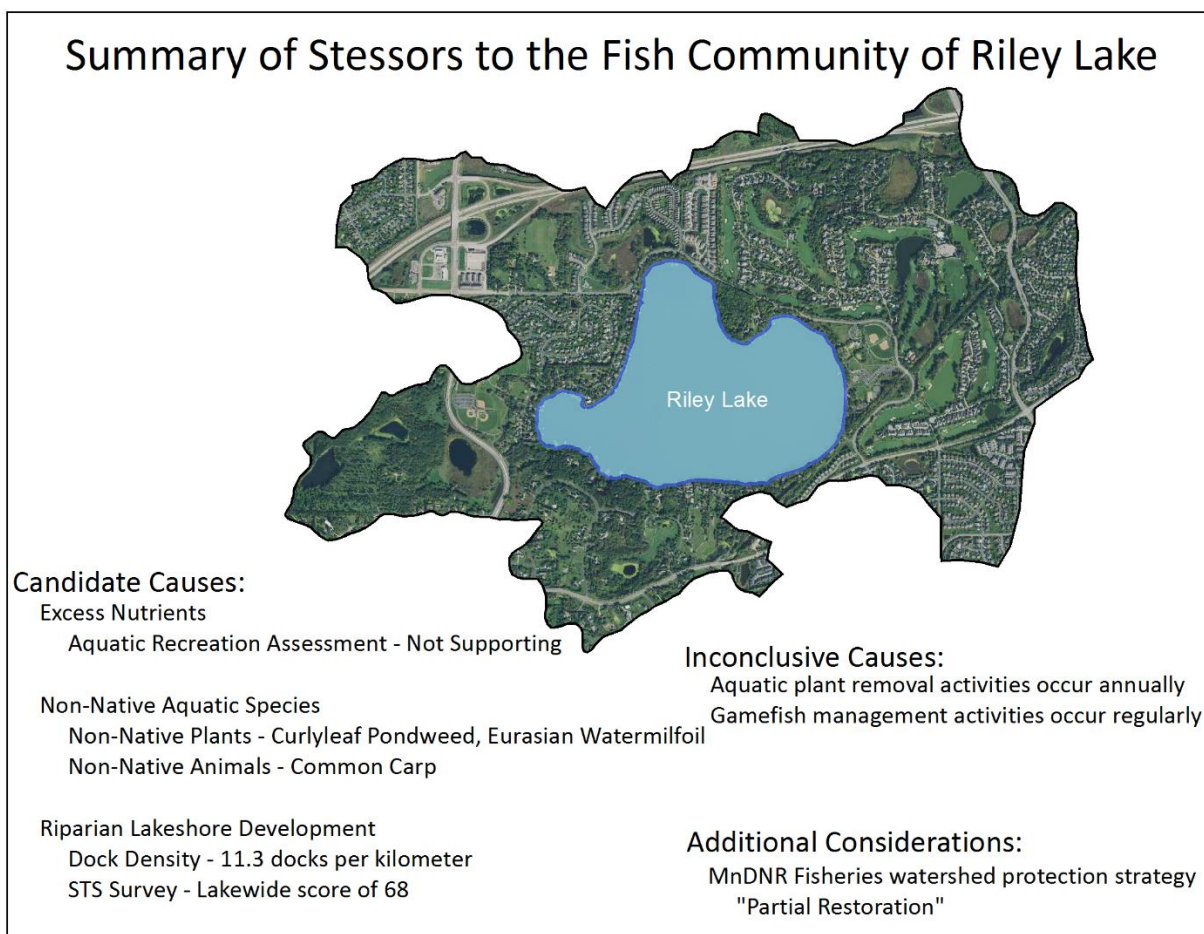 Summary of Stessors to the Fish Community of Riley Lake
Riley Lake
Candidate Causes:
Excess Nutrients
Aquatic Recreation Assessment - Not Supporting
Non-Native Aquatic Species
Non-Native Plants - Curlyleaf Pondweed, Eurasian Watermilfoil
Non-Native Animals - Common Carp
Riparian Lakeshore Development
Dock Density - 11.3 docks per kilometer
STS Survey - Lakewide score of 68
Inconclusive Causes:
Aquatic plant removal activities occur annually
Gamefish management activities occur regularly
Additional Considerations:
MnDNR Fisheries watershed protection strategy
"Partial Restoration"